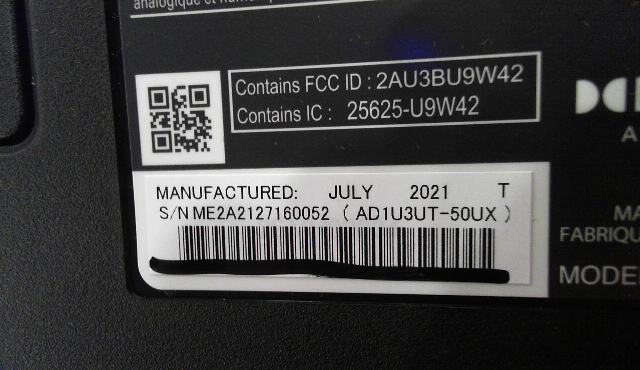 analogique et numé
Contains FCC ID : 2AU3BU9W42
Contains IC : 25625-U9W42
MANUFACTURED: JULY 2021 T
S/N ME2A2127160052 ( AD1U3UT-50UX )
A
MA
FABRIQU
MODE